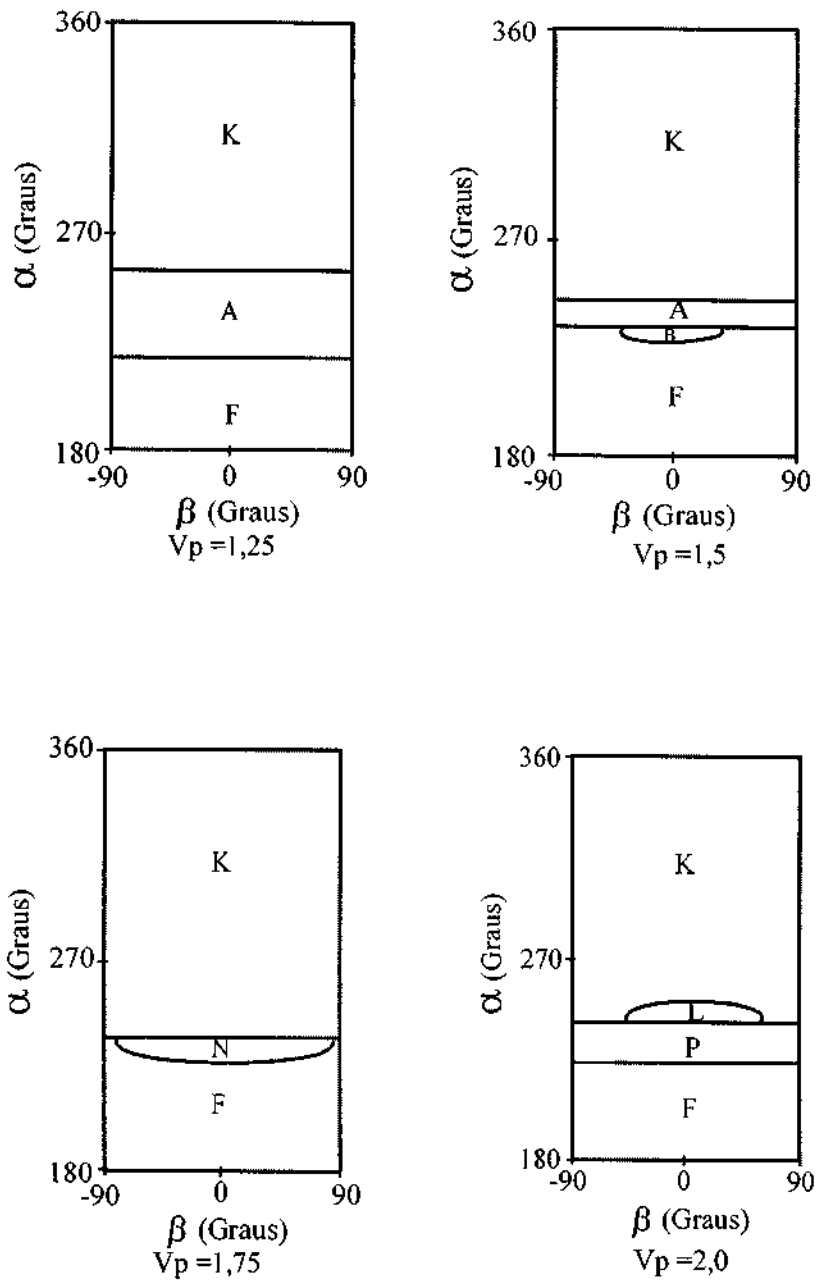 360
K
α (Graus)
270
A
F
180
-90 0 90
β (Graus)
Vp =1,25
360
K
α (Graus)
270
A
B
F
180
-90 0 90
β (Graus)
Vp =1,5
360
K
α (Graus)
270
N
F
180
-90 0 90
β (Graus)
Vp =1,75
360
K
α (Graus)
270
L
P
F
180
-90 0 90
β (Graus)
Vp =2,0